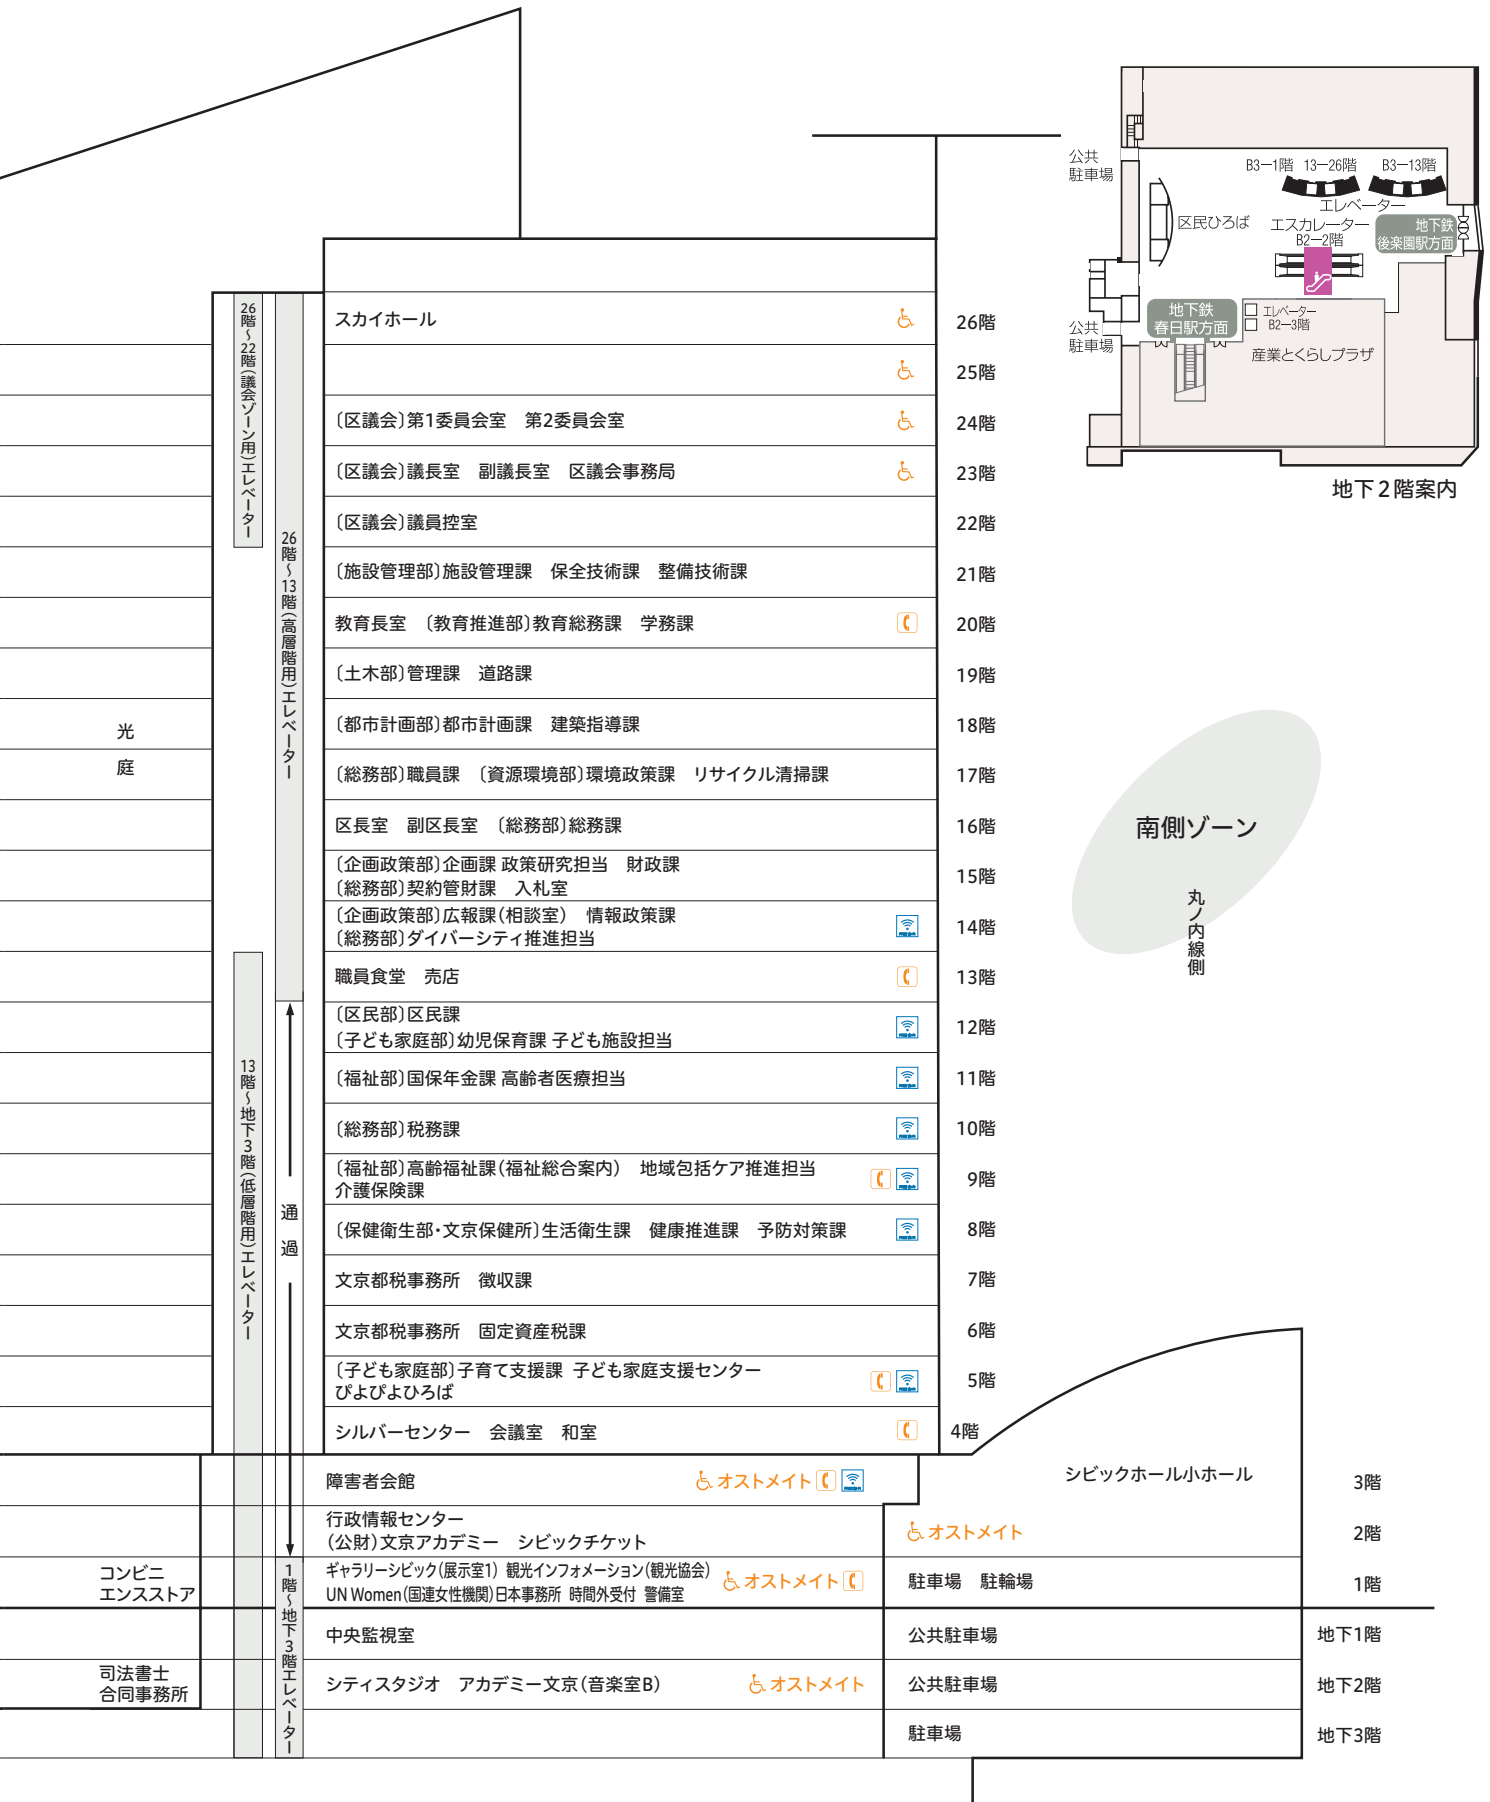 公共
駐車場
B3ー1階 13ー26階 B3ー13階
エレベーター
区民ひろば
エスカレーター
B2ー2階
地下鉄
後楽園駅方面
地下鉄
春日駅方面
エレベーター
B2ー3階
公共
駐車場
産業とくらしプラザ
地下2階案内
26階〜22階(議会ゾーン用)エレベーター
26階〜13階(高層階用)エレベーター
13階〜地下3階(低層階用)エレベーター
通過
1階〜地下3階エレベーター
光
庭
スカイホール 26階
25階
〔区議会〕第1委員会室 第2委員会室 24階
〔区議会〕議長室 副議長室 区議会事務局 23階
〔区議会〕議員控室 22階
〔施設管理部〕施設管理課 保全技術課 整備技術課 21階
教育長室 〔教育推進部〕教育総務課 学務課 20階
〔土木部〕管理課 道路課 19階
〔都市計画部〕都市計画課 建築指導課 18階
〔総務部〕職員課 〔資源環境部〕環境政策課 リサイクル清掃課 17階
区長室 副区長室 〔総務部〕総務課 16階
〔企画政策部〕企画課 政策研究担当 財政課
〔総務部〕契約管財課 入札室 15階
〔企画政策部〕広報課(相談室) 情報政策課
〔総務部〕ダイバーシティ推進担当 14階
職員食堂 売店 13階
〔区民部〕区民課
〔子ども家庭部〕幼児保育課 子ども施設担当 12階
〔福祉部〕国保年金課 高齢者医療担当 11階
〔総務部〕税務課 10階
〔福祉部〕高齢福祉課(福祉総合案内) 地域包括ケア推進担当
介護保険課 9階
〔保健衛生部・文京保健所〕生活衛生課 健康推進課 予防対策課 8階
文京都税事務所 徴収課 7階
文京都税事務所 固定資産税課 6階
〔子ども家庭部〕子育て支援課 子ども家庭支援センター
ぴよぴよひろば 5階
シルバーセンター 会議室 和室 4階
南側ゾーン
丸ノ内線側
障害者会館 オストメイト シビックホール小ホール 3階
行政情報センター
(公財)文京アカデミー シビックチケット オストメイト 2階
コンビニ
エンスストア
ギャラリーシビック(展示室1) 観光インフォメーション(観光協会)
UN Women(国連女性機関)日本事務所 時間外受付 警備室
オストメイト 駐車場 駐輪場 1階
中央監視室 公共駐車場 地下1階
司法書士
合同事務所
シティスタジオ アカデミー文京(音楽室B) オストメイト 公共駐車場 地下2階
駐車場 地下3階